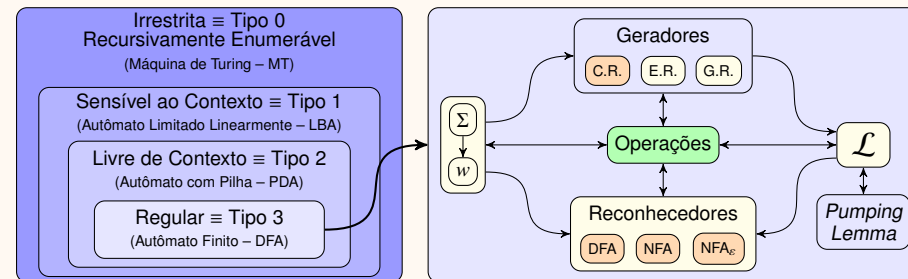 Irrestrita ≡ Tipo 0
Recursivamente Enumerável
(Máquina de Turing – MT)
Sensível ao Contexto ≡ Tipo 1
(Autômato Limitado Linearmente – LBA)
Livre de Contexto ≡ Tipo 2
(Autômato com Pilha – PDA)
Regular ≡ Tipo 3
(Autômato Finito – DFA)
Σ
w
Geradores
C.R. E.R. G.R.
Operações
Reconhecedores
DFA NFA NFAε
ℒ
Pumping
Lemma